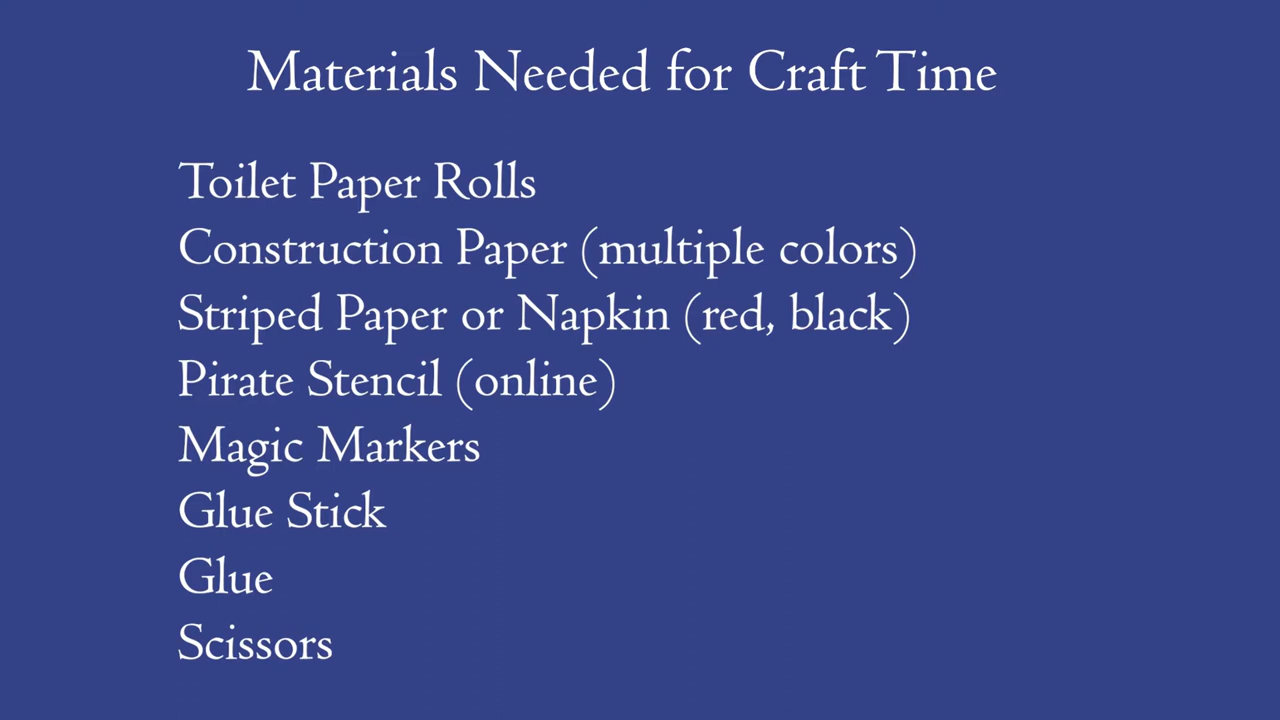 Materials Needed for Craft Time
Toilet Paper Rolls
Construction Paper (multiple colors)
Striped Paper or Napkin (red, black)
Pirate Stencil (online)
Magic Markers
Glue Stick
Glue
Scissors